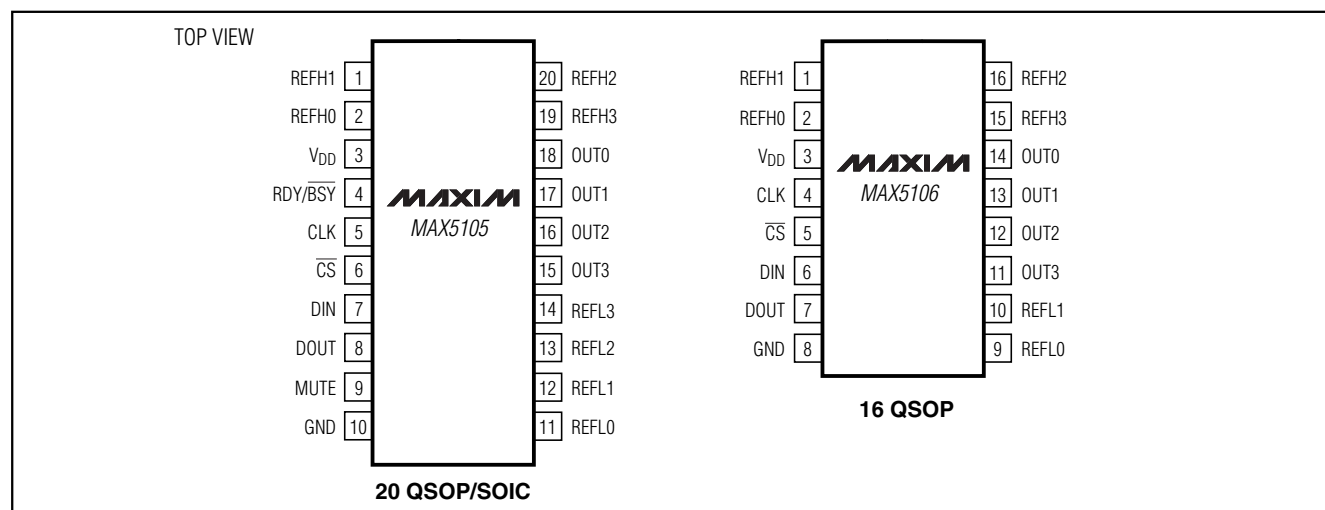 TOP VIEW
REFH1 1
REFH0 2
VDD 3
RDY/BSY 4
CLK 5
CS 6
DIN 7
DOUT 8
MUTE 9
GND 10
MAXIM
MAX5105
20 REFH2
19 REFH3
18 OUT0
17 OUT1
16 OUT2
15 OUT3
14 REFL3
13 REFL2
12 REFL1
11 REFL0
20 QSOP/SOIC
REFH1 1
REFH0 2
VDD 3
CLK 4
CS 5
DIN 6
DOUT 7
GND 8
MAXIM
MAX5106
16 REFH2
15 REFH3
14 OUT0
13 OUT1
12 OUT2
11 OUT3
10 REFL1
9 REFL0
16 QSOP